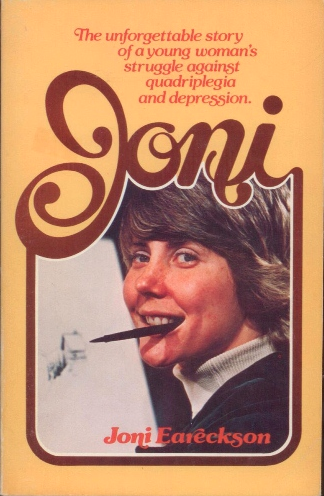 The unforgettable story
of a young woman's
struggle against
quadriplegia
and depression.
Joni
Joni Eareckson